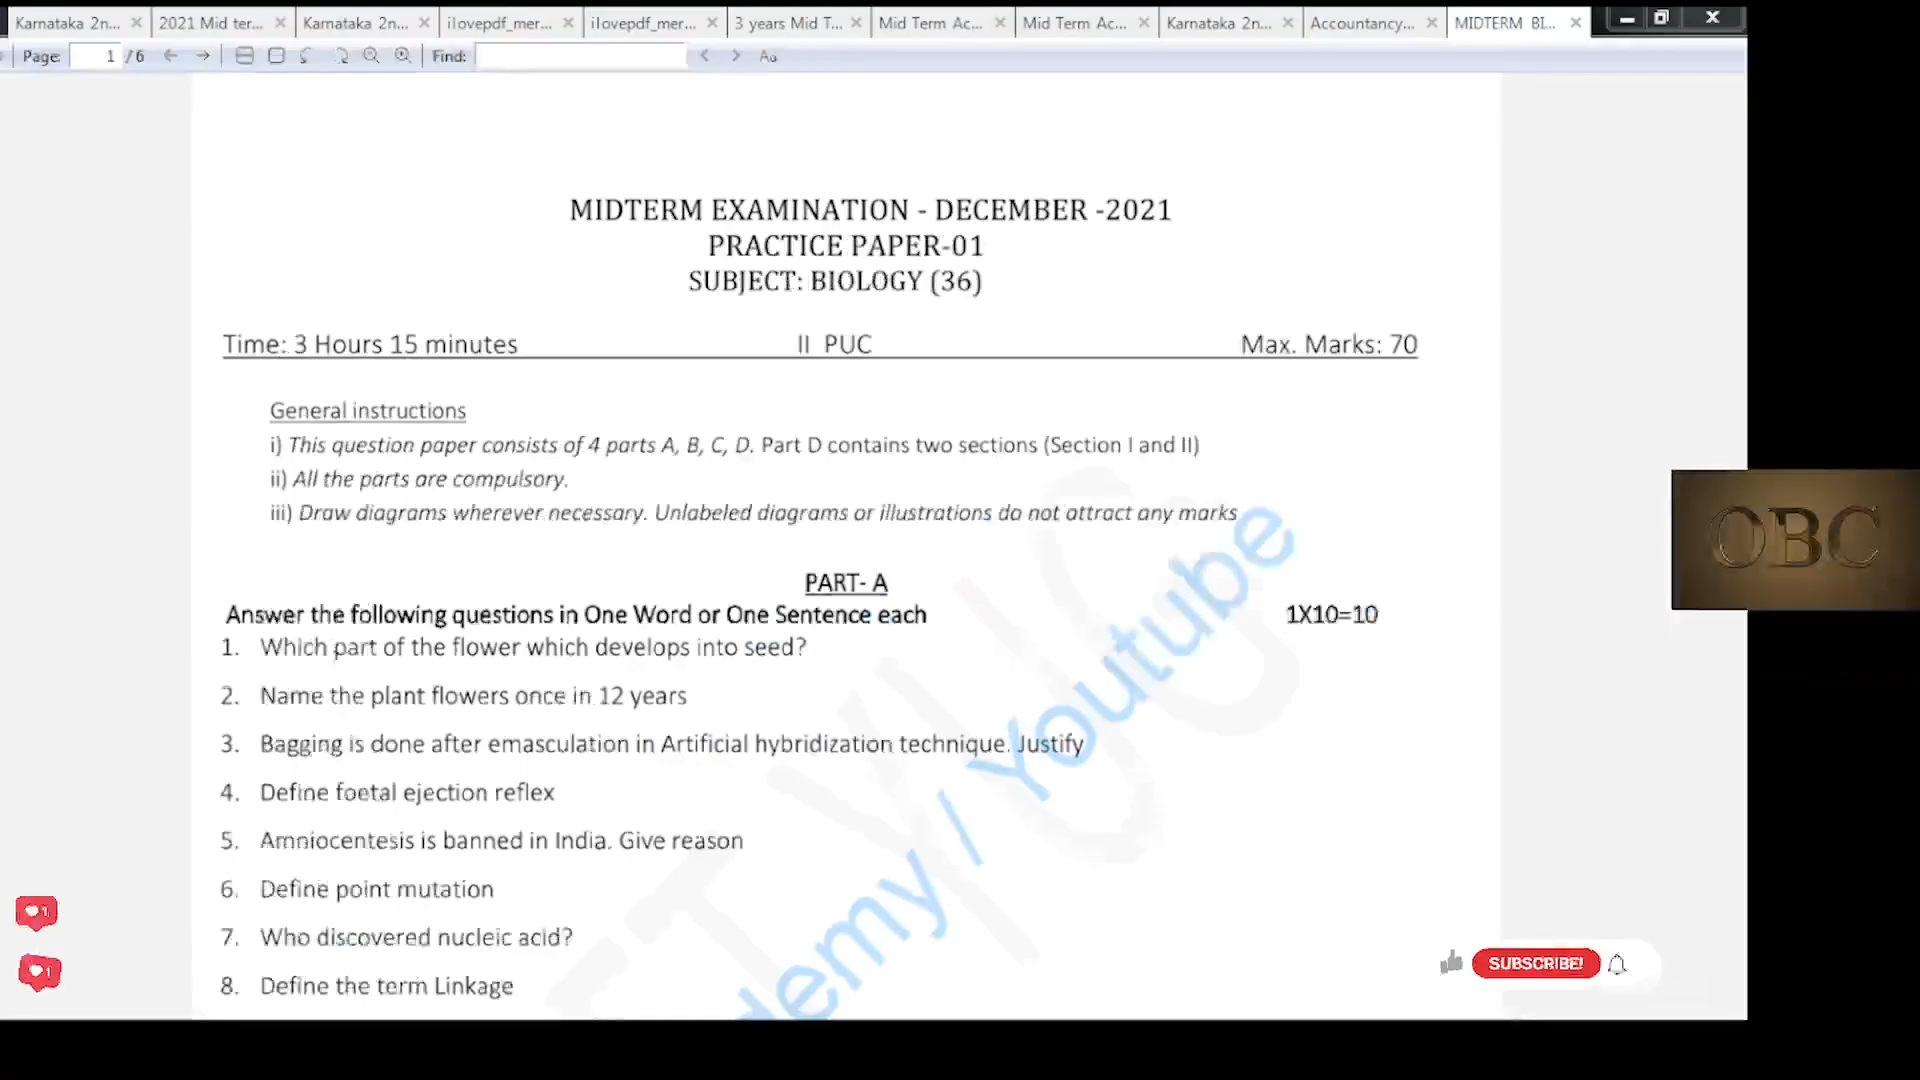 Karnataka 2n...
2021 Mid ter...
Karnataka 2n...
ilovepdf_mer...
ilovepdf_mer...
3 years Mid T...
Mid Term Ac...
Mid Term Ac...
Karnataka 2n...
Accountancy...
MIDTERM BI...
Page: 1 / 6 Find: Aa
MIDTERM EXAMINATION - DECEMBER -2021
PRACTICE PAPER-01
SUBJECT: BIOLOGY (36)
Time: 3 Hours 15 minutes II PUC Max. Marks: 70
General instructions
i) This question paper consists of 4 parts A, B, C, D. Part D contains two sections (Section I and II)
ii) All the parts are compulsory.
iii) Draw diagrams wherever necessary. Unlabeled diagrams or illustrations do not attract any marks
OBC
PART- A
Answer the following questions in One Word or One Sentence each 1X10=10
1. Which part of the flower which develops into seed?
2. Name the plant flowers once in 12 years
3. Bagging is done after emasculation in Artificial hybridization technique. Justify
4. Define foetal ejection reflex
5. Amniocentesis is banned in India. Give reason
6. Define point mutation
7. Who discovered nucleic acid?
8. Define the term Linkage
demy / Youtube
1
1
SUBSCRIBE!